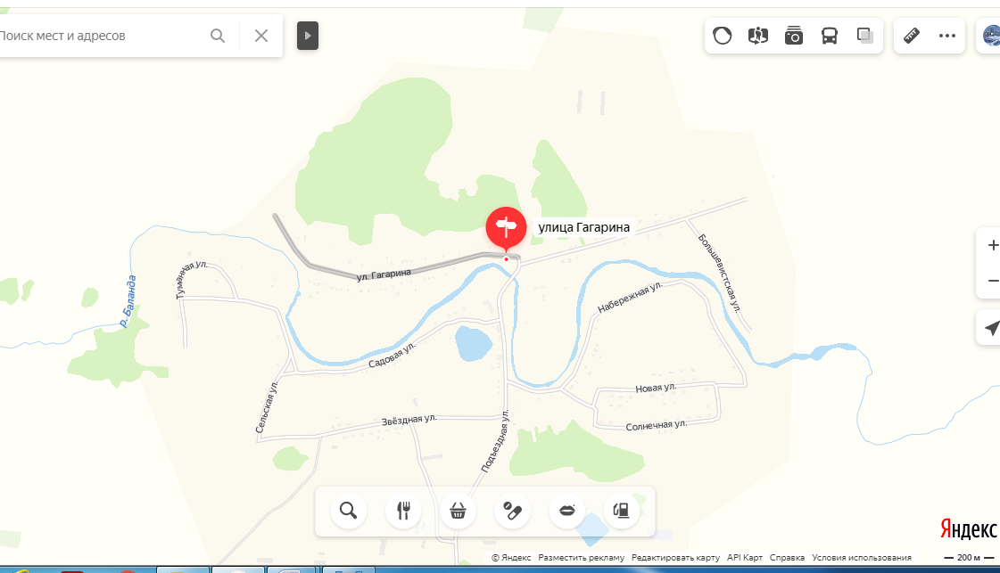 Поиск мест и адресов
улица Гагарина
Большевистская ул.
Туманная ул.
ул. Гагарина
р. Баланда
Набережная ул.
Садовая ул.
Новая ул.
Сельская ул.
Звёздная ул.
Солнечная ул.
Подъездная ул.
Яндекс
© Яндекс Разместить рекламу Редактировать карту API Карт Справка Условия использования 200 м